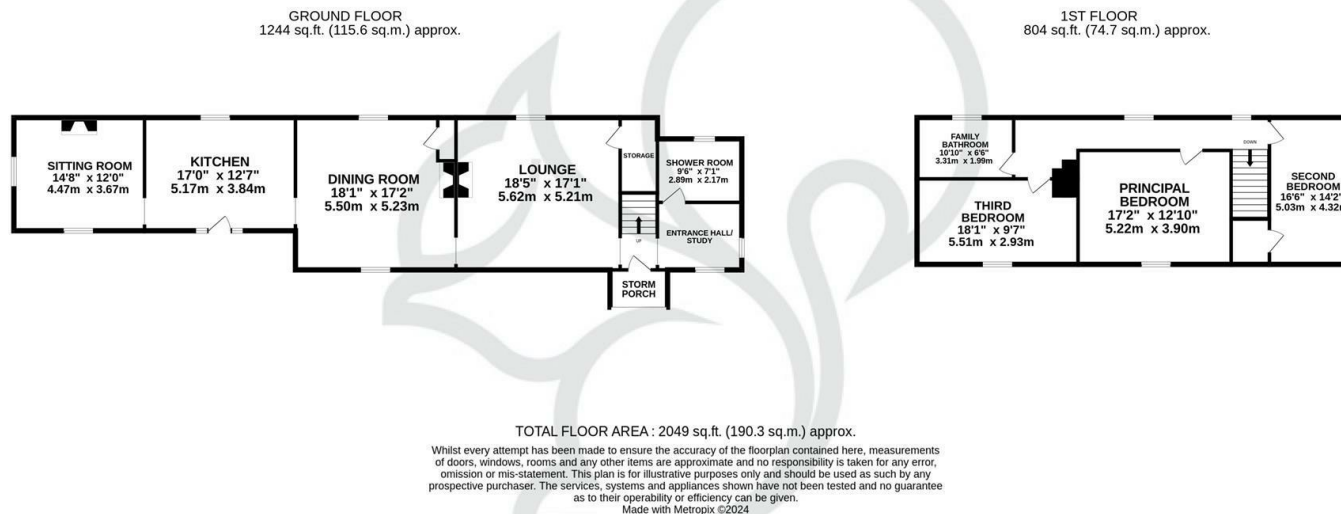 GROUND FLOOR
1244 sq.ft. (115.6 sq.m.) approx.
1ST FLOOR
804 sq.ft. (74.7 sq.m.) approx.
SITTING ROOM
14'8" x 12'0"
4.47m x 3.67m
KITCHEN
17'0" x 12'7"
5.17m x 3.84m
DINING ROOM
18'1" x 17'2"
5.50m x 5.23m
LOUNGE
18'5" x 17'1"
5.62m x 5.21m
STORAGE
UP
SHOWER ROOM
9'6" x 7'1"
2.89m x 2.17m
ENTRANCE HALL/
STUDY
STORM
PORCH
FAMILY
BATHROOM
10'10" x 6'6"
3.31m x 1.99m
THIRD
BEDROOM
18'1" x 9'7"
5.51m x 2.93m
PRINCIPAL
BEDROOM
17'2" x 12'10"
5.22m x 3.90m
DOWN
SECOND
BEDROOM
16'6" x 14'2"
5.03m x 4.32
TOTAL FLOOR AREA : 2049 sq.ft. (190.3 sq.m.) approx.
Whilst every attempt has been made to ensure the accuracy of the floorplan contained here, measurements
of doors, windows, rooms and any other items are approximate and no responsibility is taken for any error,
omission or mis-statement. This plan is for illustrative purposes only and should be used as such by any
prospective purchaser. The services, systems and appliances shown have not been tested and no guarantee
as to their operability or efficiency can be given.
Made with Metropix ©2024